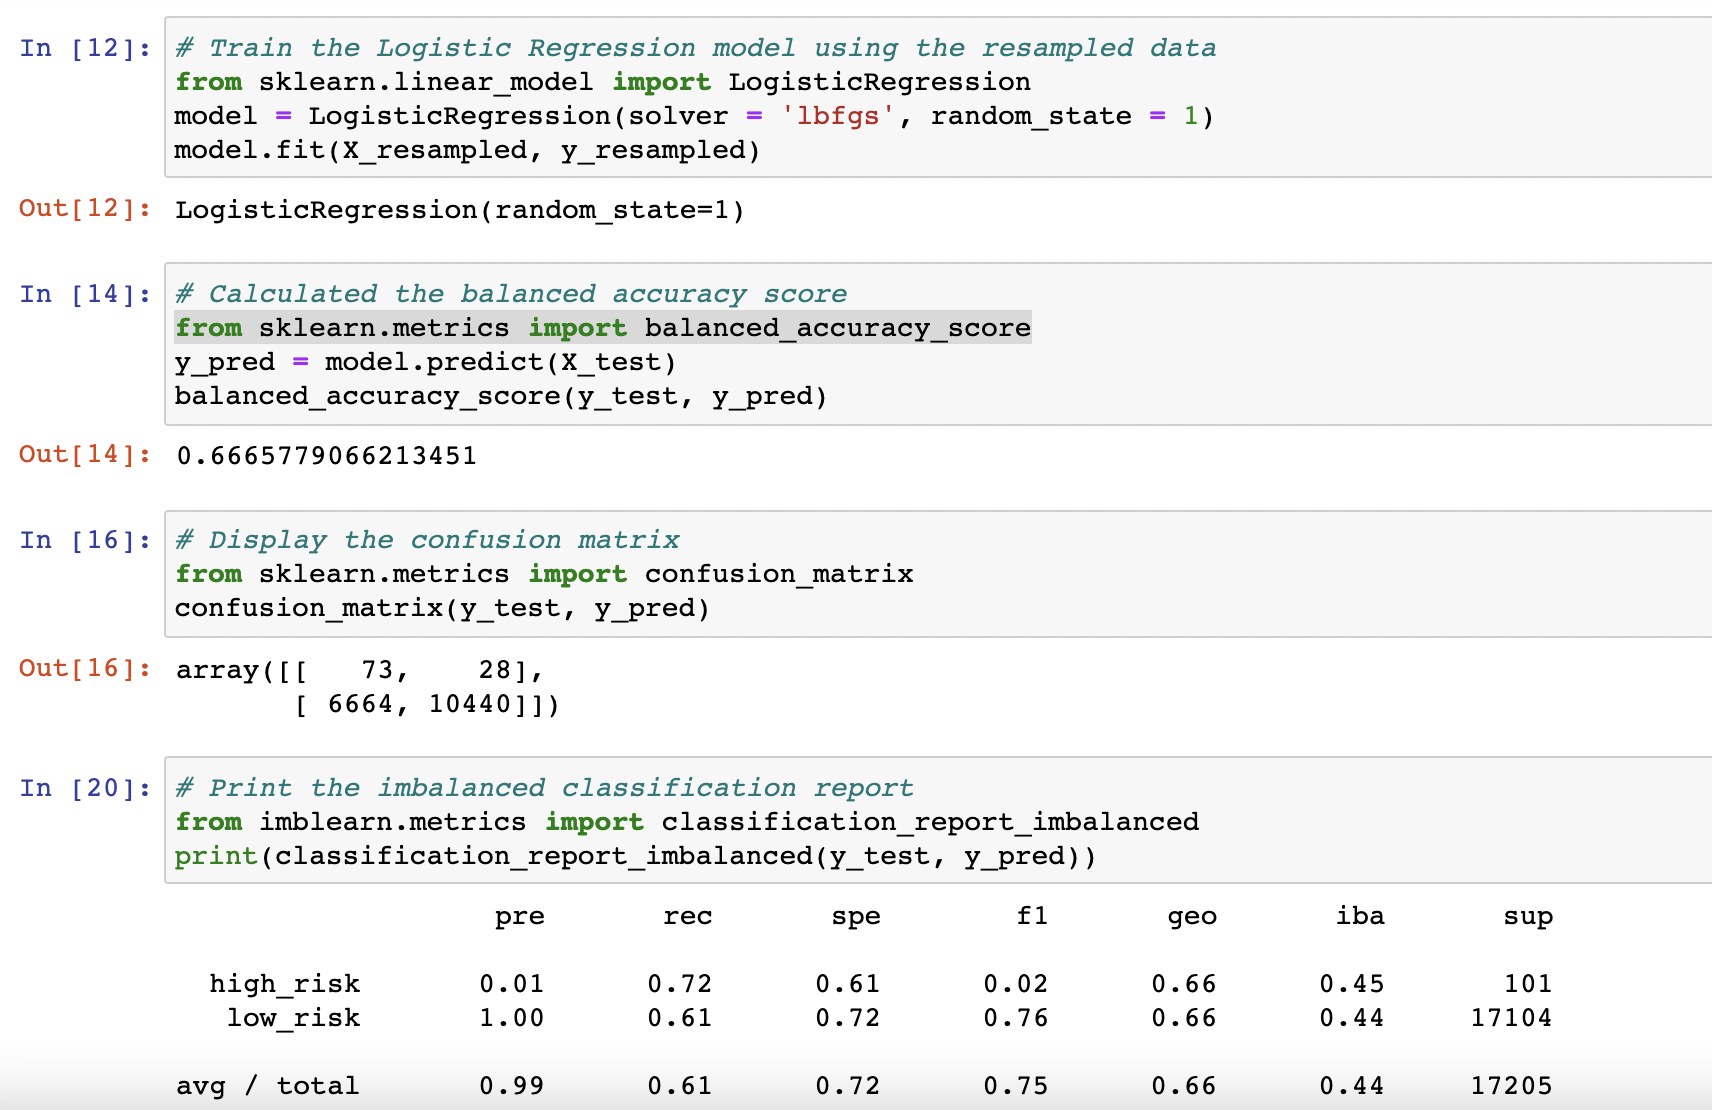 In [12]: # Train the Logistic Regression model using the resampled data
from sklearn.linear_model import LogisticRegression
model = LogisticRegression(solver = 'lbfgs', random_state = 1)
model.fit(X_resampled, y_resampled)
Out[12]: LogisticRegression(random_state=1)
In [14]: # Calculated the balanced accuracy score
from sklearn.metrics import balanced_accuracy_score
y_pred = model.predict(X_test)
balanced_accuracy_score(y_test, y_pred)
Out[14]: 0.6665779066213451
In [16]: # Display the confusion matrix
from sklearn.metrics import confusion_matrix
confusion_matrix(y_test, y_pred)
Out[16]: array([[   73,    28],
       [ 6664, 10440]])
In [20]: # Print the imbalanced classification report
from imblearn.metrics import classification_report_imbalanced
print(classification_report_imbalanced(y_test, y_pred))
pre rec spe f1 geo iba sup
high_risk 0.01 0.72 0.61 0.02 0.66 0.45 101
low_risk 1.00 0.61 0.72 0.76 0.66 0.44 17104
avg / total 0.99 0.61 0.72 0.75 0.66 0.44 17205